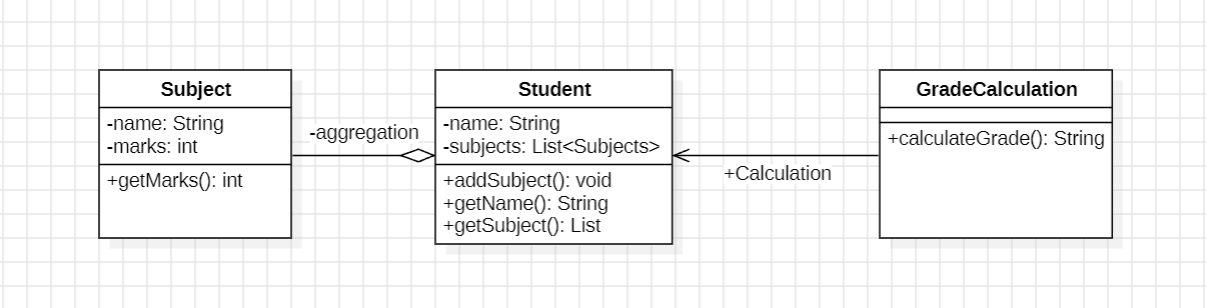 Subject
-name: String
-marks: int
+getMarks(): int
-aggregation
Student
-name: String
-subjects: List<Subjects>
+addSubject(): void
+getName(): String
+getSubject(): List
+Calculation
GradeCalculation
+calculateGrade(): String